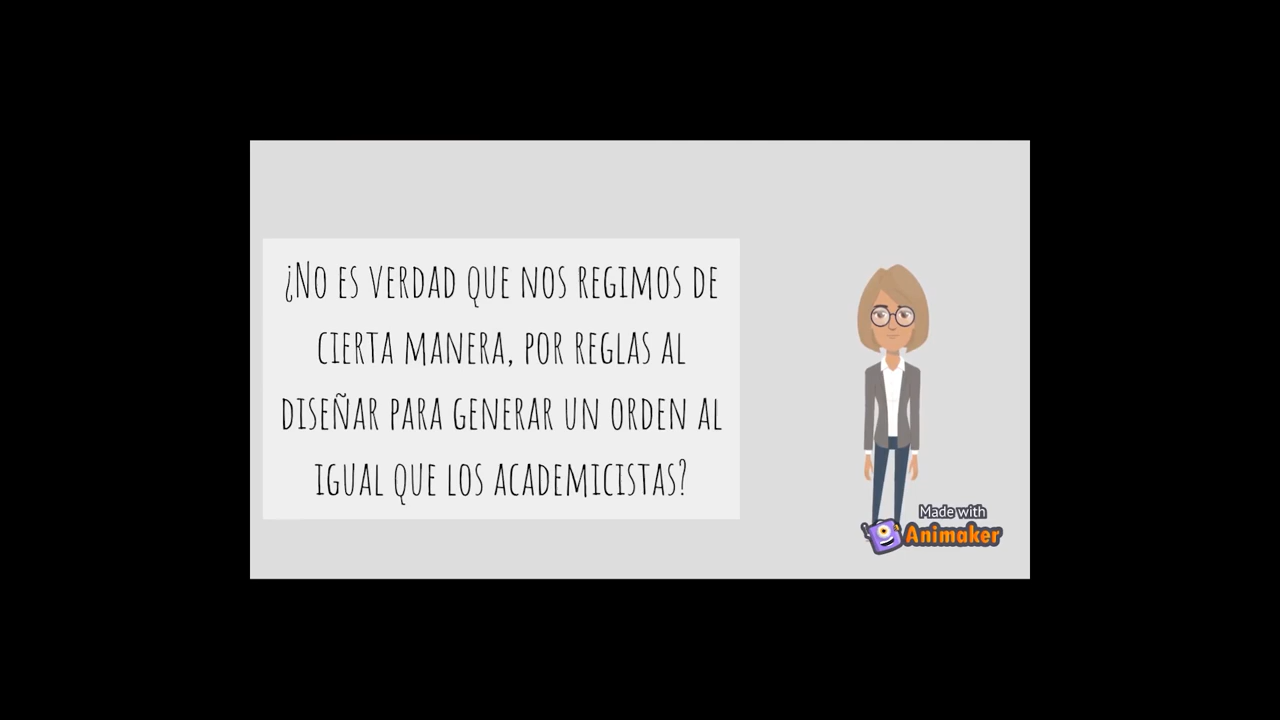 ¿No es verdad que nos regimos de
cierta manera, por reglas al
diseñar para generar un orden al
igual que los academicistas?
Made with
Animaker